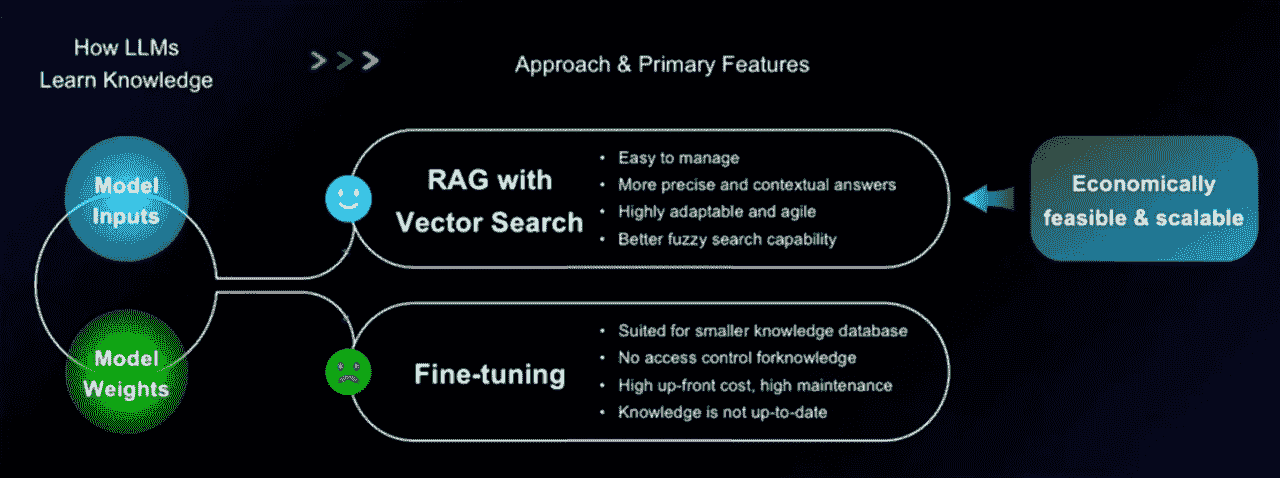 How LLMs
Learn Knowledge
Approach & Primary Features
Model
Inputs
RAG with
Vector Search
• Easy to manage
• More precise and contextual answers
• Highly adaptable and agile
• Better fuzzy search capability
Economically
feasible & scalable
Model
Weights
Fine-tuning
• Suited for smaller knowledge database
• No access control forknowledge
• High up-front cost, high maintenance
• Knowledge is not up-to-date